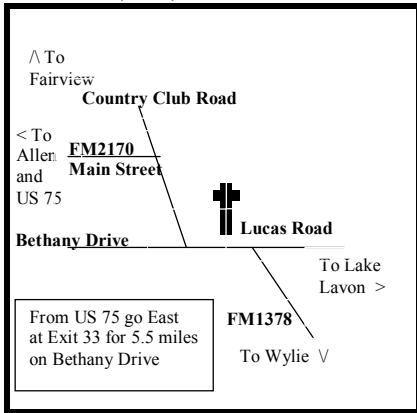 /\ To
Fairview
Country Club Road
< To
Allen
and
US 75
FM2170
Main Street
Lucas Road
Bethany Drive
To Lake
Lavon >
From US 75 go East
at Exit 33 for 5.5 miles
on Bethany Drive
FM1378
To Wylie \/